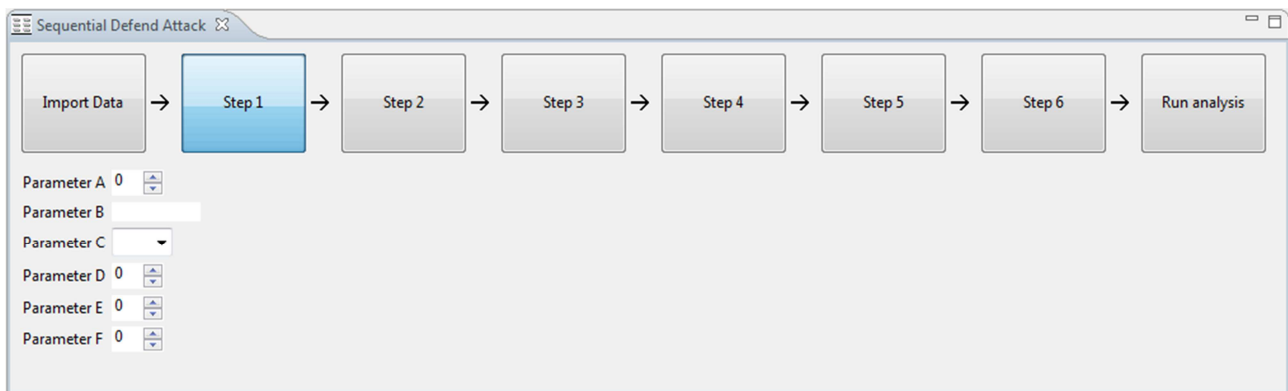 Sequential Defend Attack
Import Data Step 1 Step 2 Step 3 Step 4 Step 5 Step 6 Run analysis
Parameter A 0
Parameter B
Parameter C
Parameter D 0
Parameter E 0
Parameter F 0